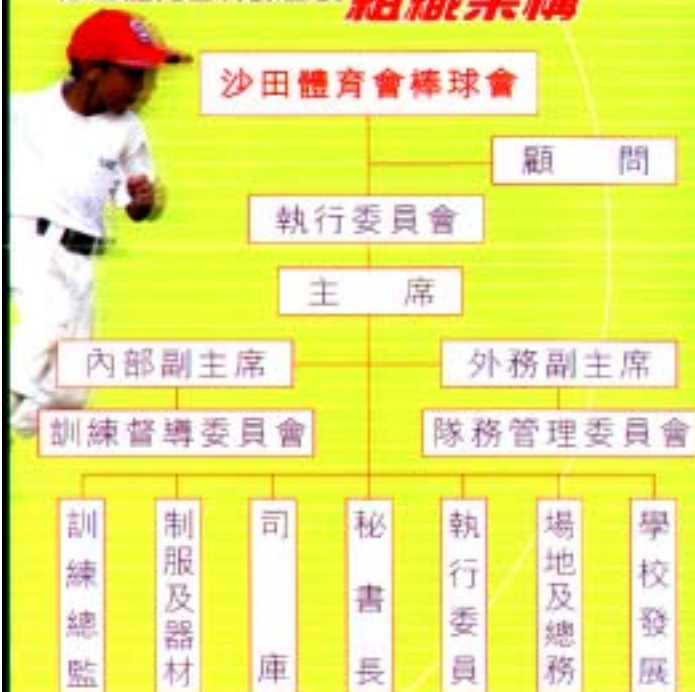 組織架構
沙田體育會棒球會
顧 問
執行委員會
主 席
內部副主席
外務副主席
訓練督導委員會
隊務管理委員會
訓練總監
制服及器材
司 庫
秘書長
執行委員
場地及總務
學校發展